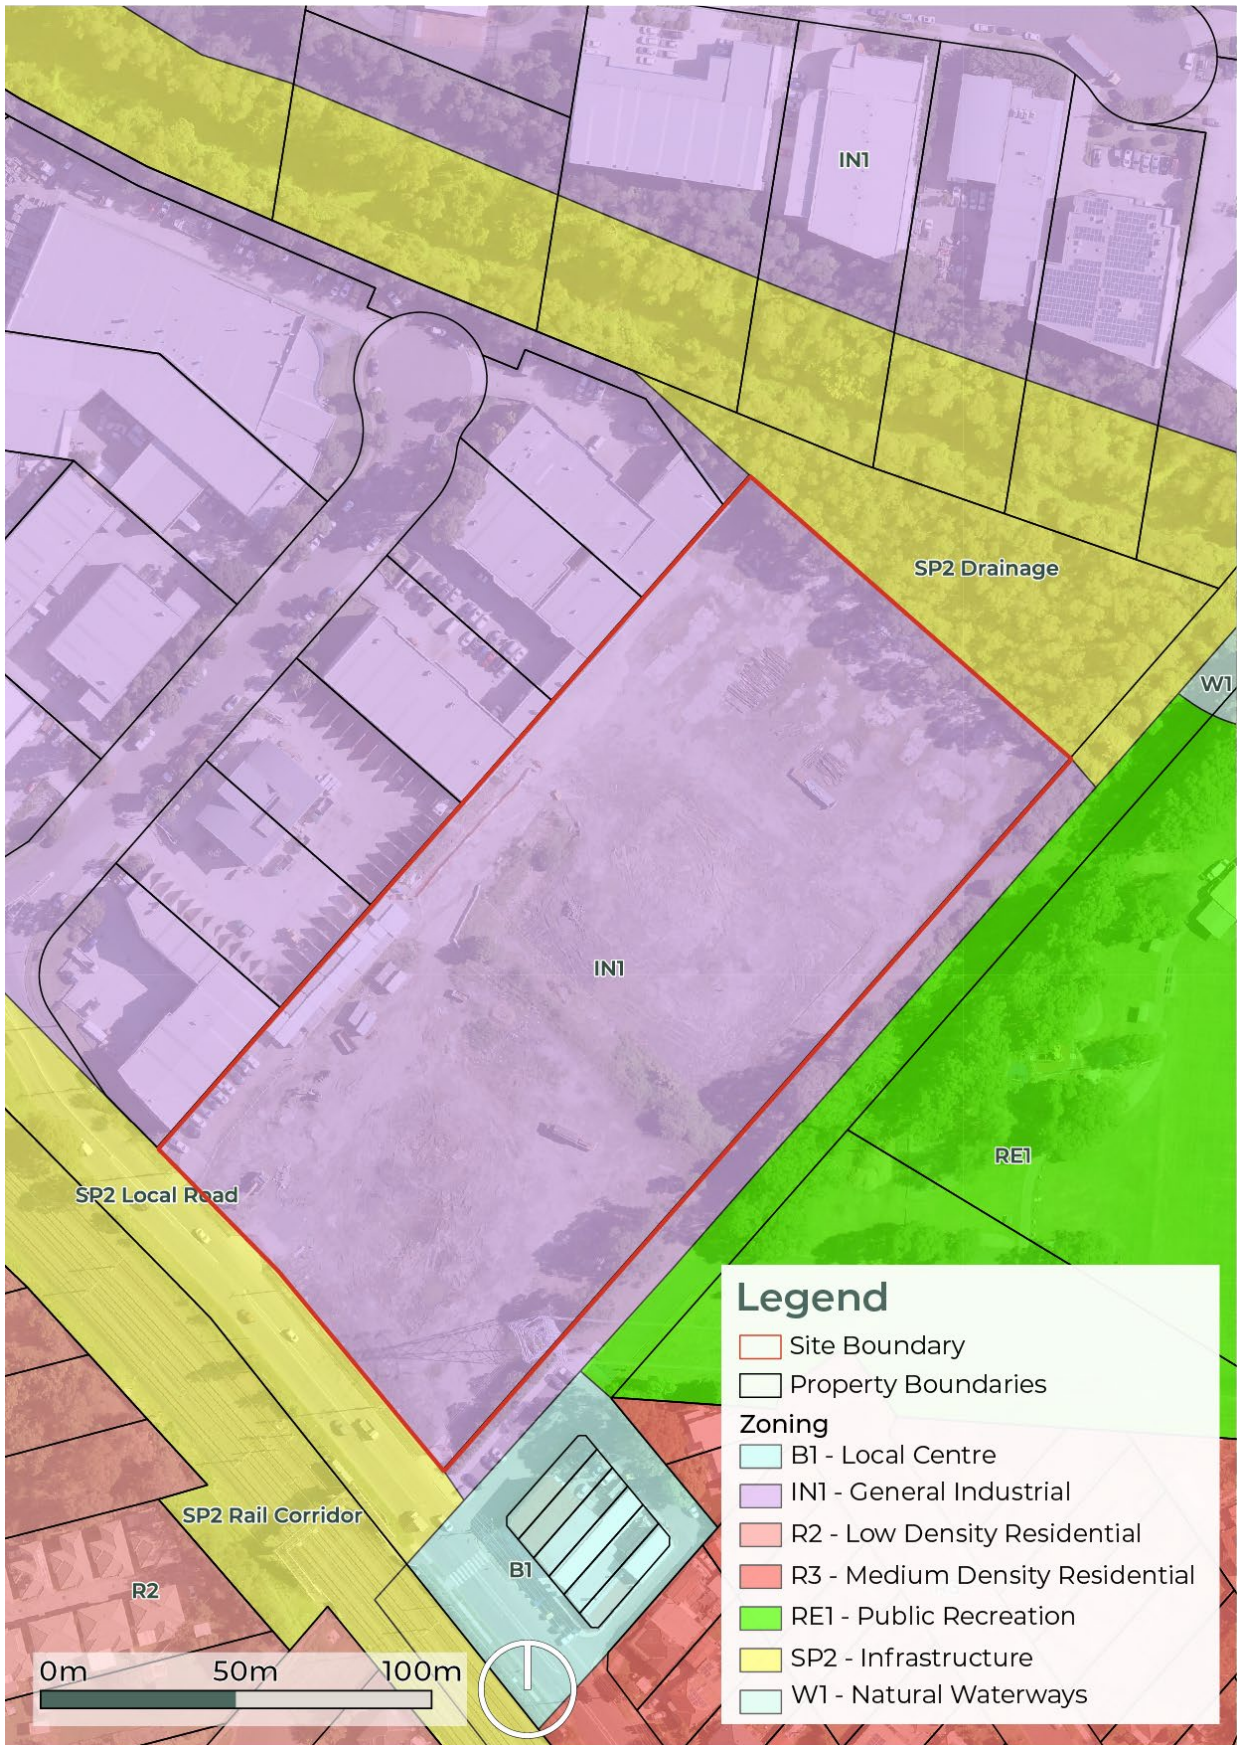 IN1
SP2 Drainage
W1
IN1
RE1
SP2 Local Road
SP2 Rail Corridor
B1
R2
Legend
Site Boundary
Property Boundaries
Zoning
B1 - Local Centre
IN1 - General Industrial
R2 - Low Density Residential
R3 - Medium Density Residential
RE1 - Public Recreation
SP2 - Infrastructure
W1 - Natural Waterways
0m 50m 100m